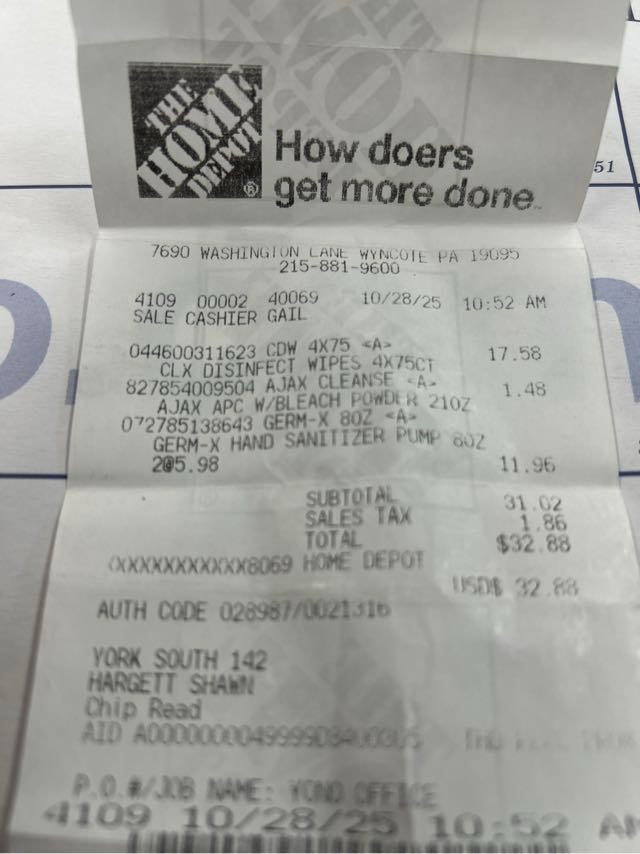 THE
HOME
DEPOT
®
How doers
get more done™
51
7690 WASHINGTON LANE WYNCOTE PA 19095
215-881-9600
4109 00002 40069 10/28/25 10:52 AM
SALE CASHIER GAIL
044600311623 CDW 4X75 <A> 17.58
CLX DISINFECT WIPES 4X75CT
827854009504 AJAX CLEANSE <A> 1.48
AJAX APC W/BLEACH POWDER 21OZ
072785138643 GERM-X 8OZ <A>
GERM-X HAND SANITIZER PUMP 8OZ
2@5.98 11.96
SUBTOTAL 31.02
SALES TAX 1.86
TOTAL $32.88
XXXXXXXXXXXX8069 HOME DEPOT
USD$ 32.88
AUTH CODE 028987/0021316
YORK SOUTH 142
HARGETT SHAWN
Chip Read
AID
P.O.#/JOB NAME: YOND OFFICE
4109 10/28/25 10:52 AM